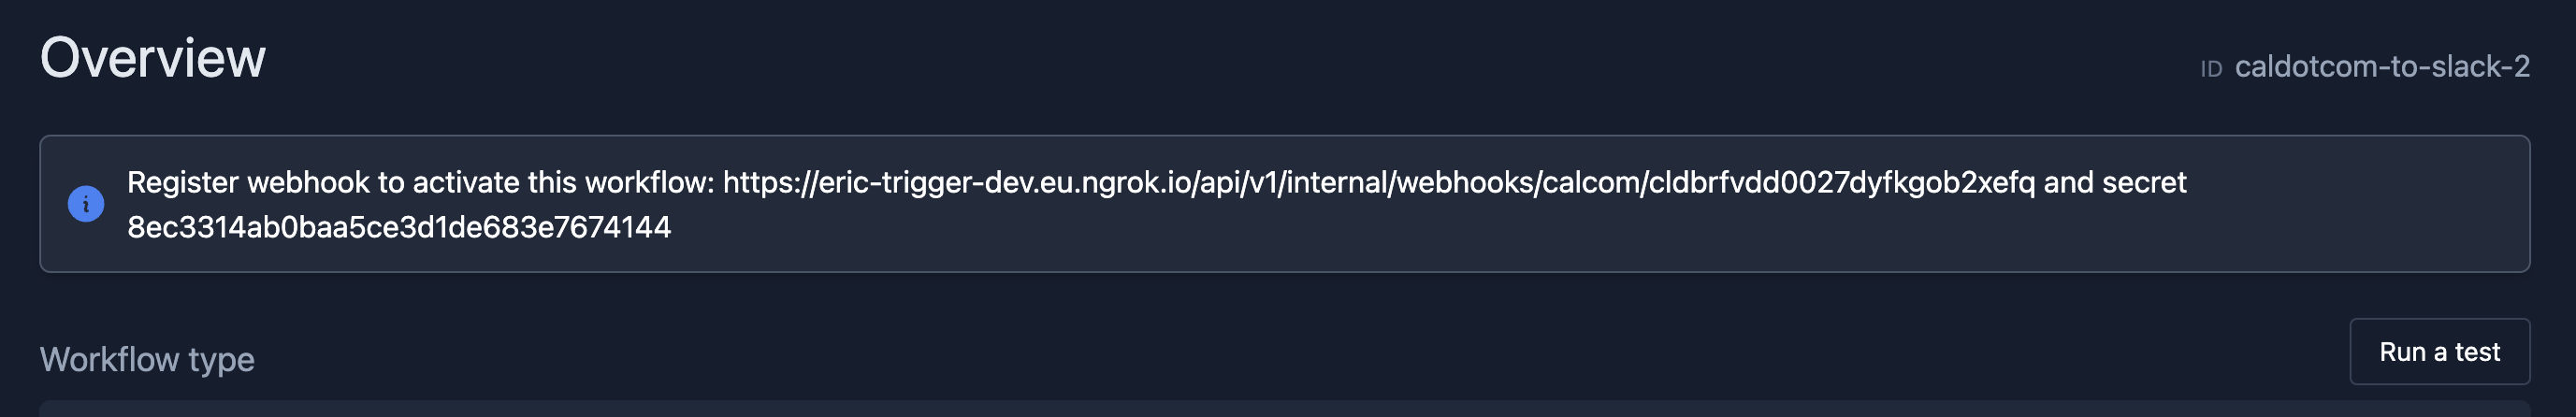 Overview
ID caldotcom-to-slack-2
Register webhook to activate this workflow: https://eric-trigger-dev.eu.ngrok.io/api/v1/internal/webhooks/calcom/cldbrfvdd0027dyfkgob2xefq and secret
8ec3314ab0baa5ce3d1de683e7674144
Workflow type
Run a test